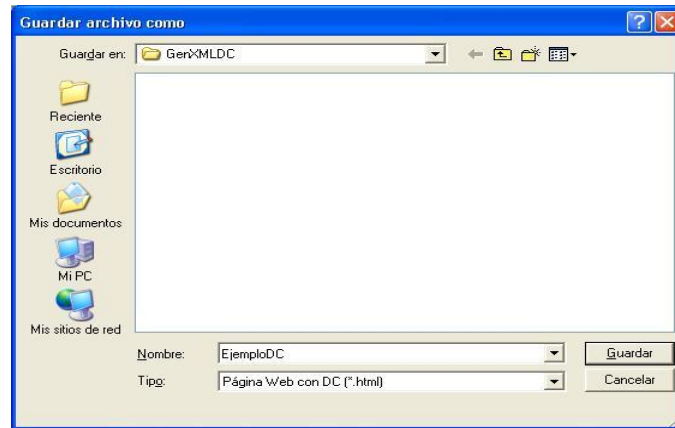 Guardar archivo como
Guardar en: GenXMLDC
Reciente
Escritorio
Mis documentos
Mi PC
Mis sitios de red
Nombre: EjemploDC Guardar
Tipo: Página Web con DC (*.html) Cancelar